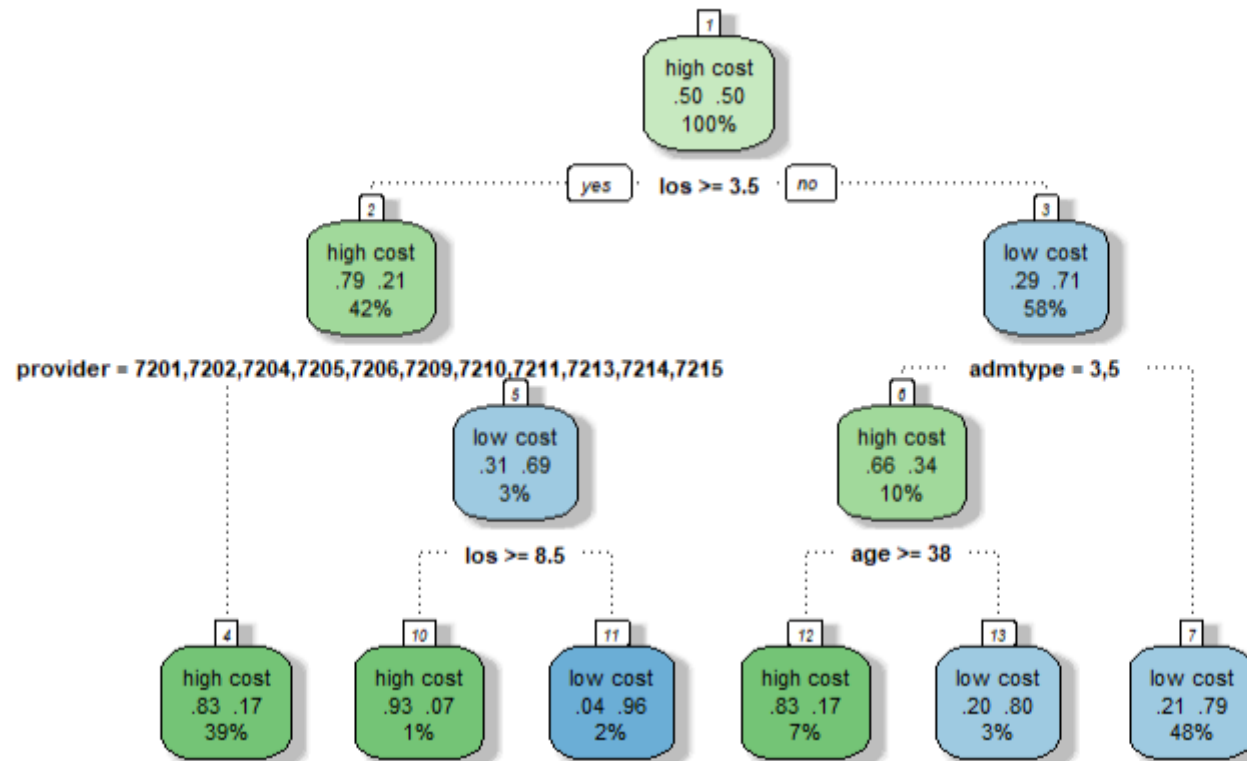 1
high cost
.50 .50
100%
yes los >= 3.5 no
2
high cost
.79 .21
42%
3
low cost
.29 .71
58%
provider = 7201,7202,7204,7205,7206,7209,7210,7211,7213,7214,7215
admtype = 3,5
5
low cost
.31 .69
3%
6
high cost
.66 .34
10%
los >= 8.5
age >= 38
4
high cost
.83 .17
39%
10
high cost
.93 .07
1%
11
low cost
.04 .96
2%
12
high cost
.83 .17
7%
13
low cost
.20 .80
3%
7
low cost
.21 .79
48%